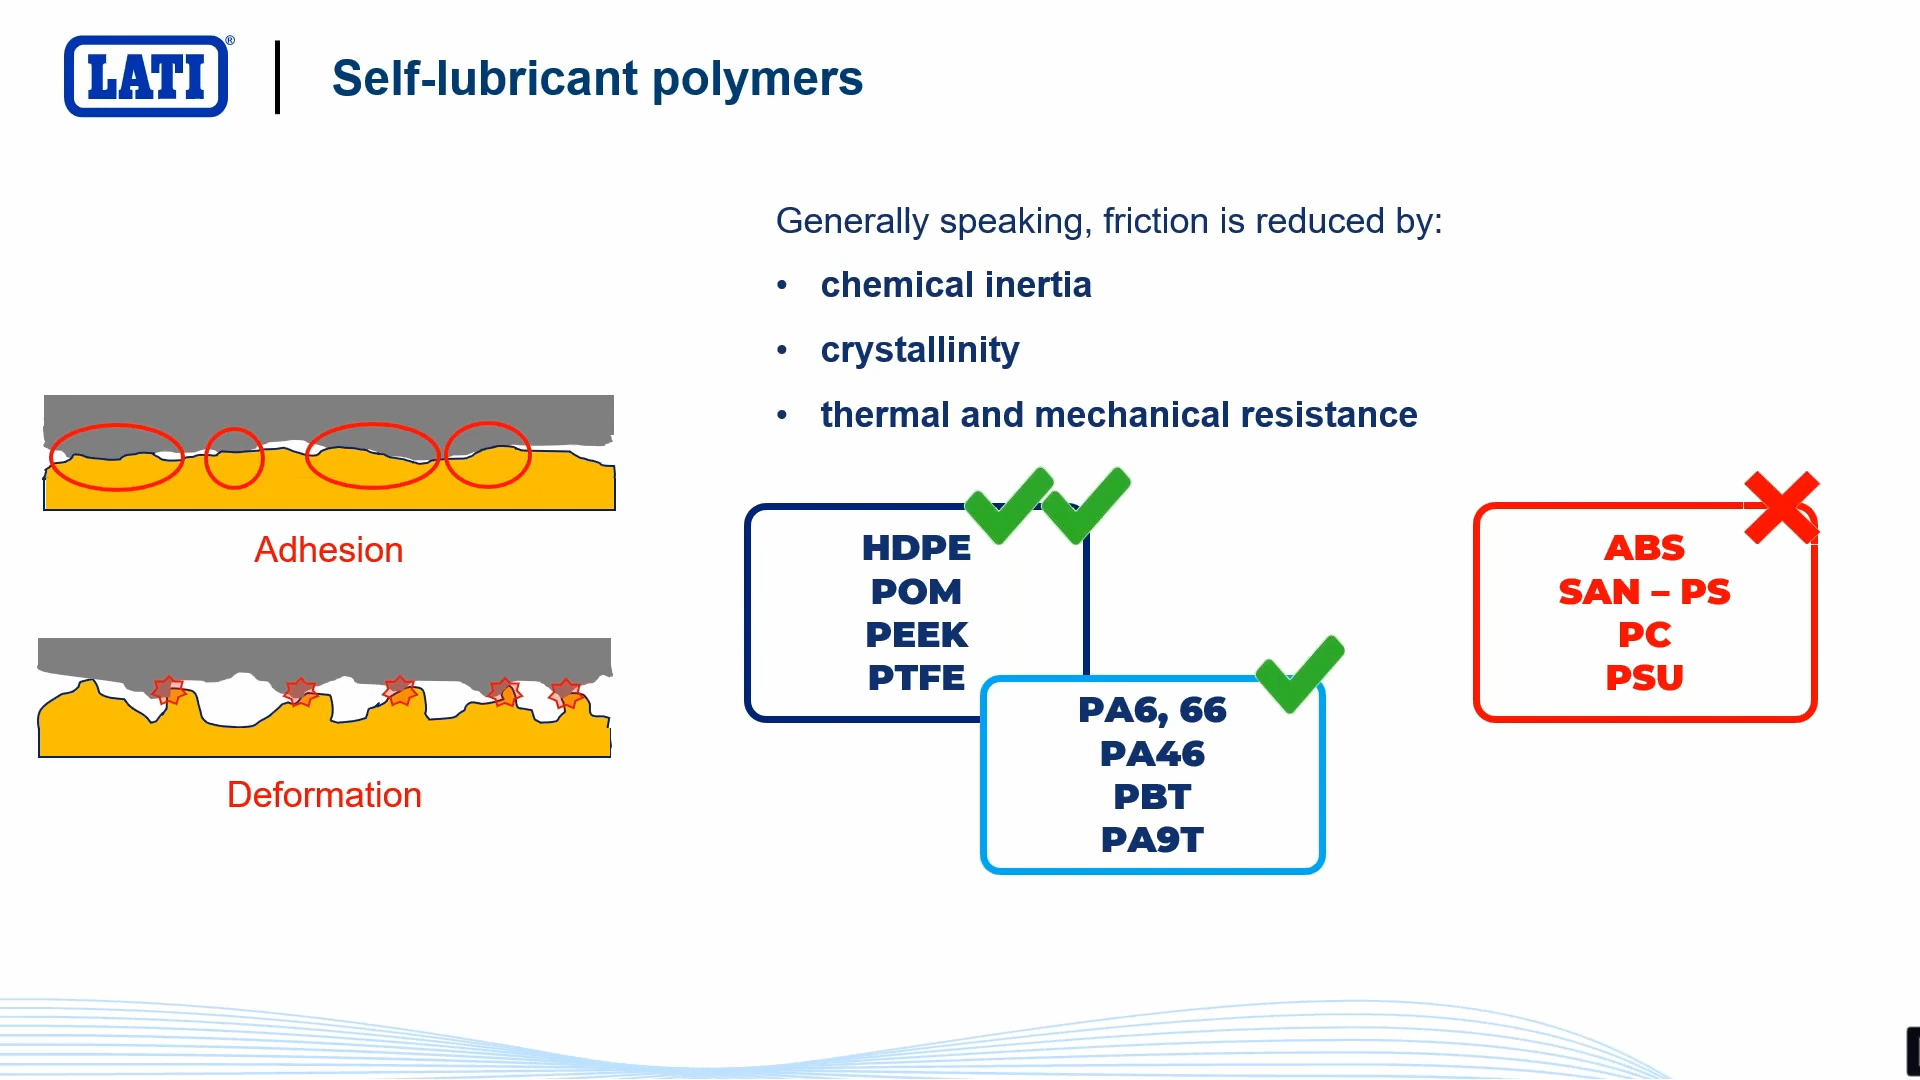 LATI®
Self-lubricant polymers
Generally speaking, friction is reduced by:
• chemical inertia
• crystallinity
• thermal and mechanical resistance
Adhesion
Deformation
HDPE
POM
PEEK
PTFE
PA6, 66
PA46
PBT
PA9T
ABS
SAN – PS
PC
PSU